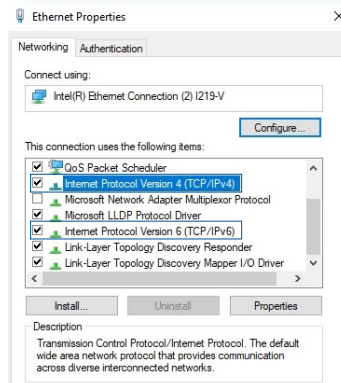 Ethernet Properties
Networking Authentication
Connect using:
Intel(R) Ethernet Connection (2) I219-V
Configure...
This connection uses the following items:
QoS Packet Scheduler
Internet Protocol Version 4 (TCP/IPv4)
Microsoft Network Adapter Multiplexor Protocol
Microsoft LLDP Protocol Driver
Internet Protocol Version 6 (TCP/IPv6)
Link-Layer Topology Discovery Responder
Link-Layer Topology Discovery Mapper I/O Driver
Install... Uninstall Properties
Description
Transmission Control Protocol/Internet Protocol. The default
wide area network protocol that provides communication
across diverse interconnected networks.